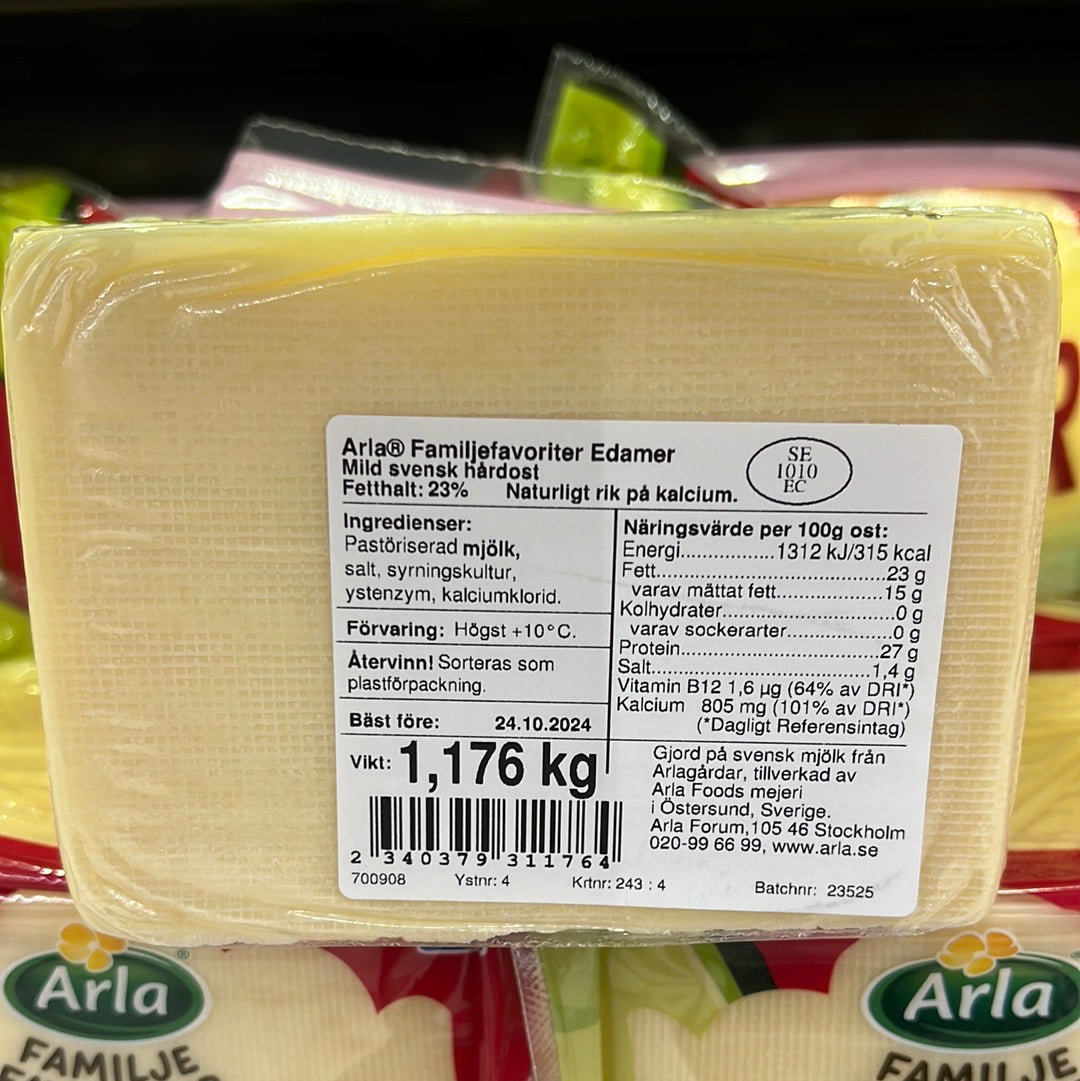 Arla® Familjefavoriter Edamer
Mild svensk hårdost
Fetthalt: 23% Naturligt rik på kalcium.
SE
1010
EC
Ingredienser:
Pastöriserad mjölk,
salt, syrningskultur,
ystenzym, kalciumklorid.
Förvaring: Högst +10°C.
Återvinn! Sorteras som
plastförpackning.
Bäst före: 24.10.2024
Vikt: 1,176 kg
2 340379 311764
700908 Ystnr: 4 Krtnr: 243 : 4 Batchnr: 23525
Näringsvärde per 100g ost:
Energi..................1312 kJ/315 kcal
Fett..........................................23 g
varav mättat fett...................15 g
Kolhydrater...............................0 g
varav sockerarter..................0 g
Protein......................................27 g
Salt........................................1,4 g
Vitamin B12 1,6 µg (64% av DRI*)
Kalcium 805 mg (101% av DRI*)
(*Dagligt Referensintag)
Gjord på svensk mjölk från
Arlagårdar, tillverkad av
Arla Foods mejeri
i Östersund, Sverige.
Arla Forum,105 46 Stockholm
020-99 66 99, www.arla.se
Arla ®
FAMILJE
Arla
FAMILJE